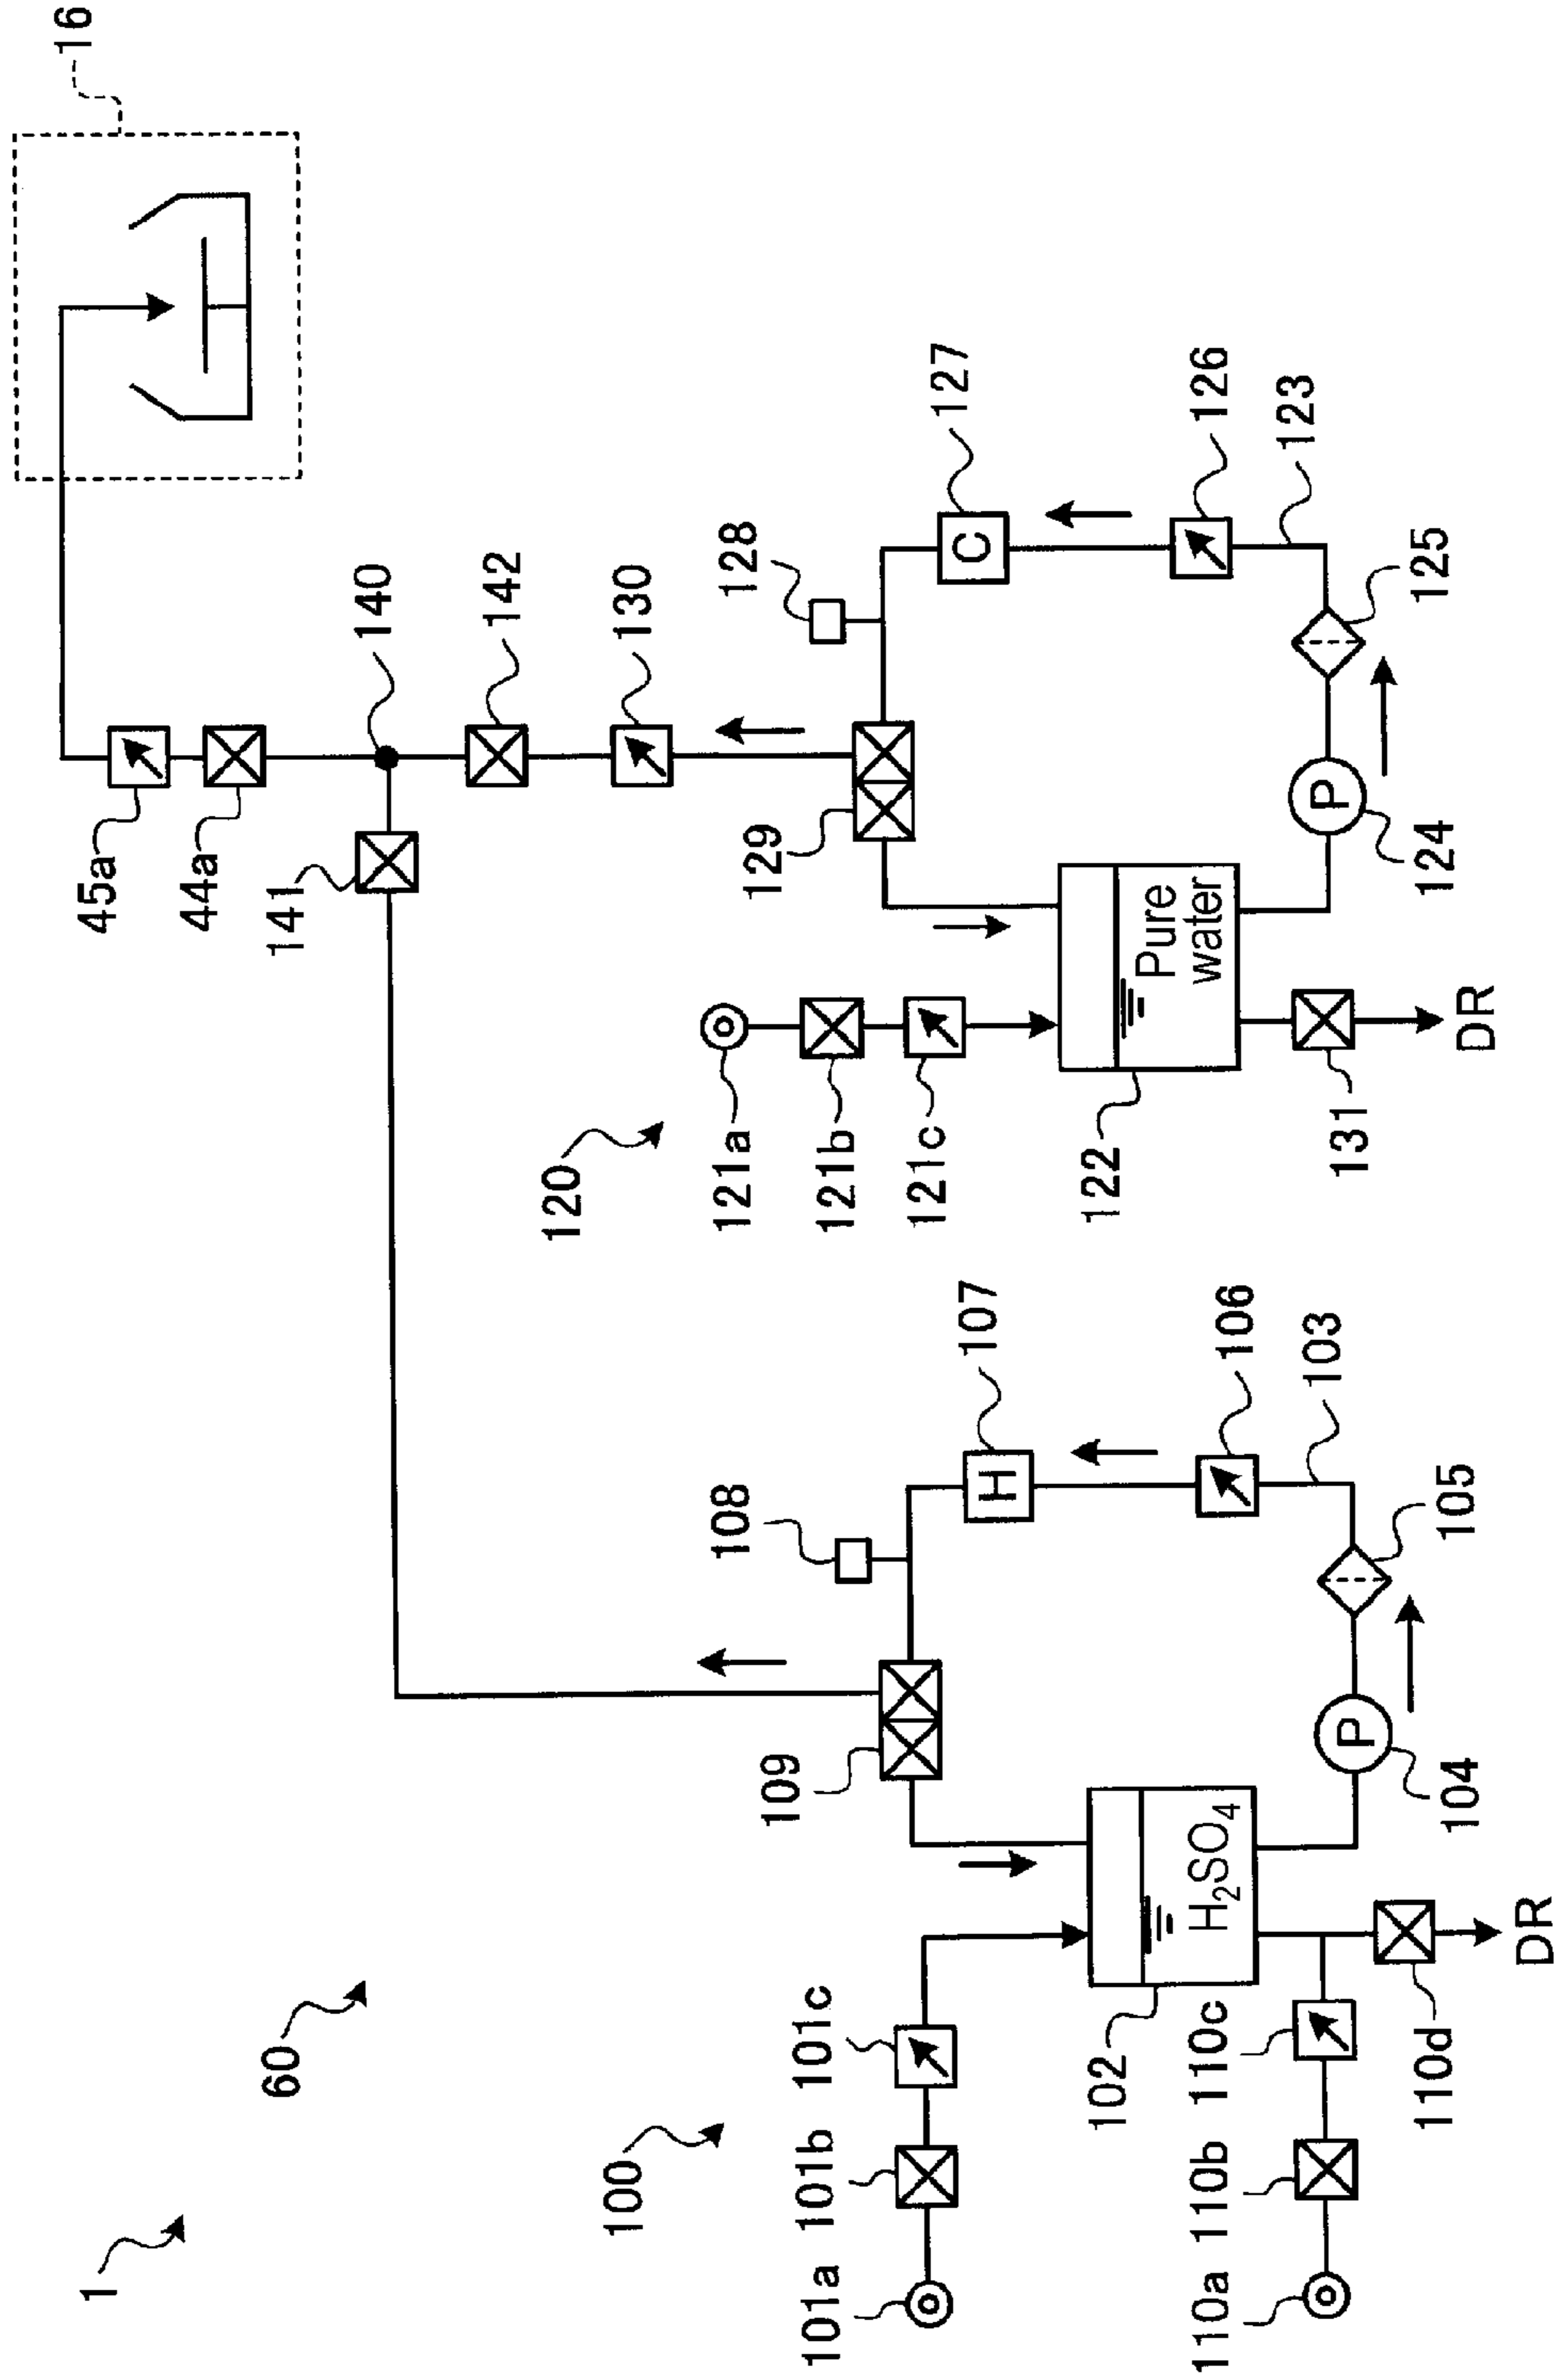 1
60
16
45a
44a
140
141
142
130
120
121a
121b
121c
128
129
127
126
123
Pure
water
122
125
P
124
131
DR
C
100
101a
101b
101c
108
109
107
H
106
103
H₂SO₄
102
105
P
104
110a
110b
110c
110d
DR